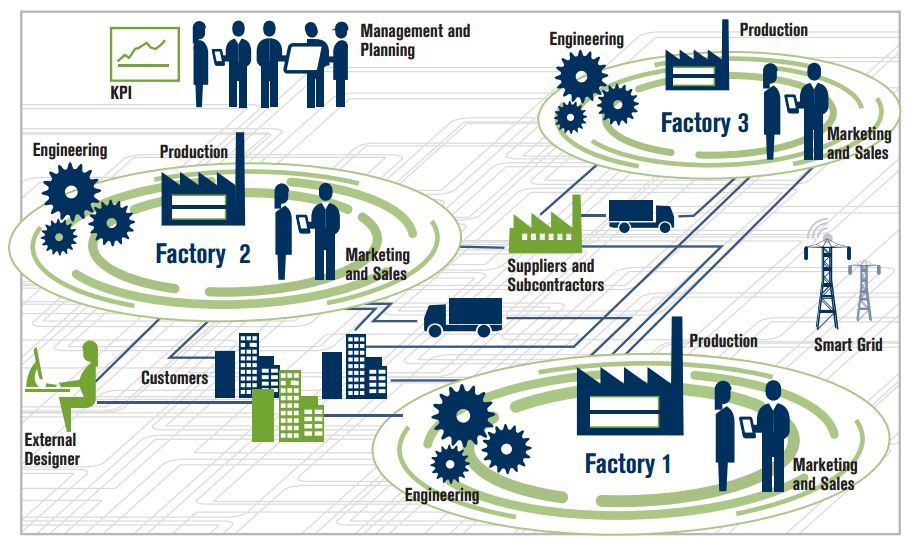 Management and
Planning
KPI
Engineering
Production
Factory 3
Marketing
and Sales
Engineering
Production
Factory 2
Marketing
and Sales
Suppliers and
Subcontractors
Smart Grid
Customers
External
Designer
Production
Factory 1
Marketing
and Sales
Engineering